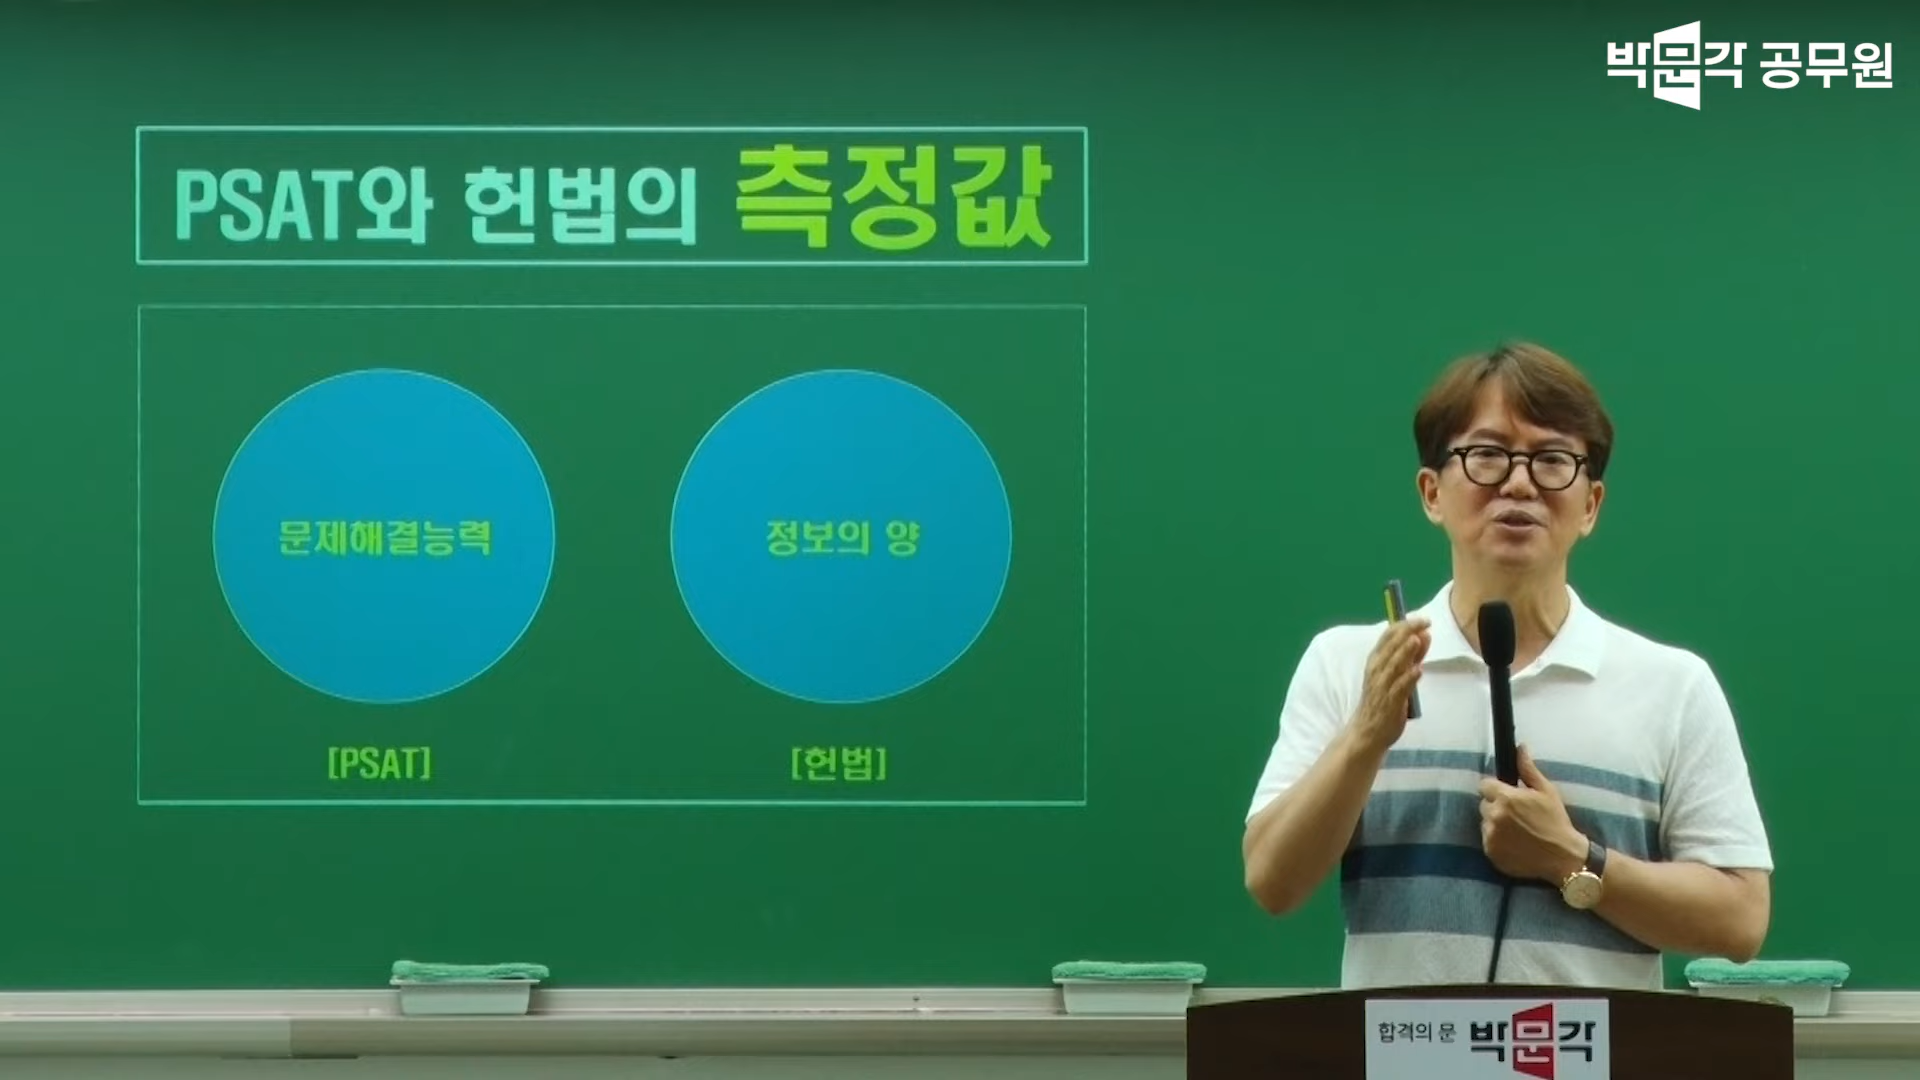 박문각 공무원
PSAT와 헌법의 측정값
문제해결능력
정보의 양
[PSAT]
[헌법]
합격의 문 박문각